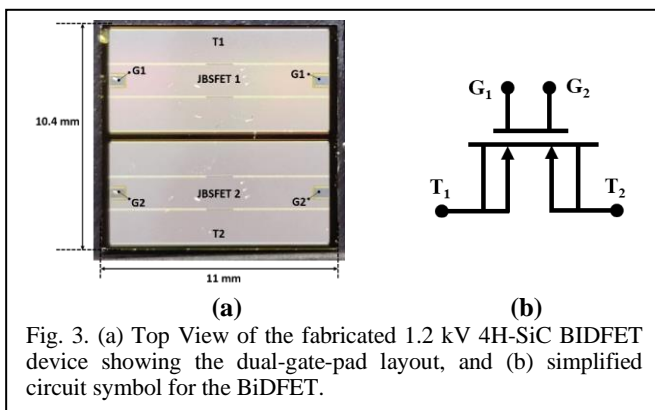 T1
G1
JBSFET 1
G1
10.4 mm
G2
JBSFET 2
G2
T2
11 mm
(a)
G1
G2
T1
T2
(b)
Fig. 3. (a) Top View of the fabricated 1.2 kV 4H-SiC BIDFET
device showing the dual-gate-pad layout, and (b) simplified
circuit symbol for the BiDFET.